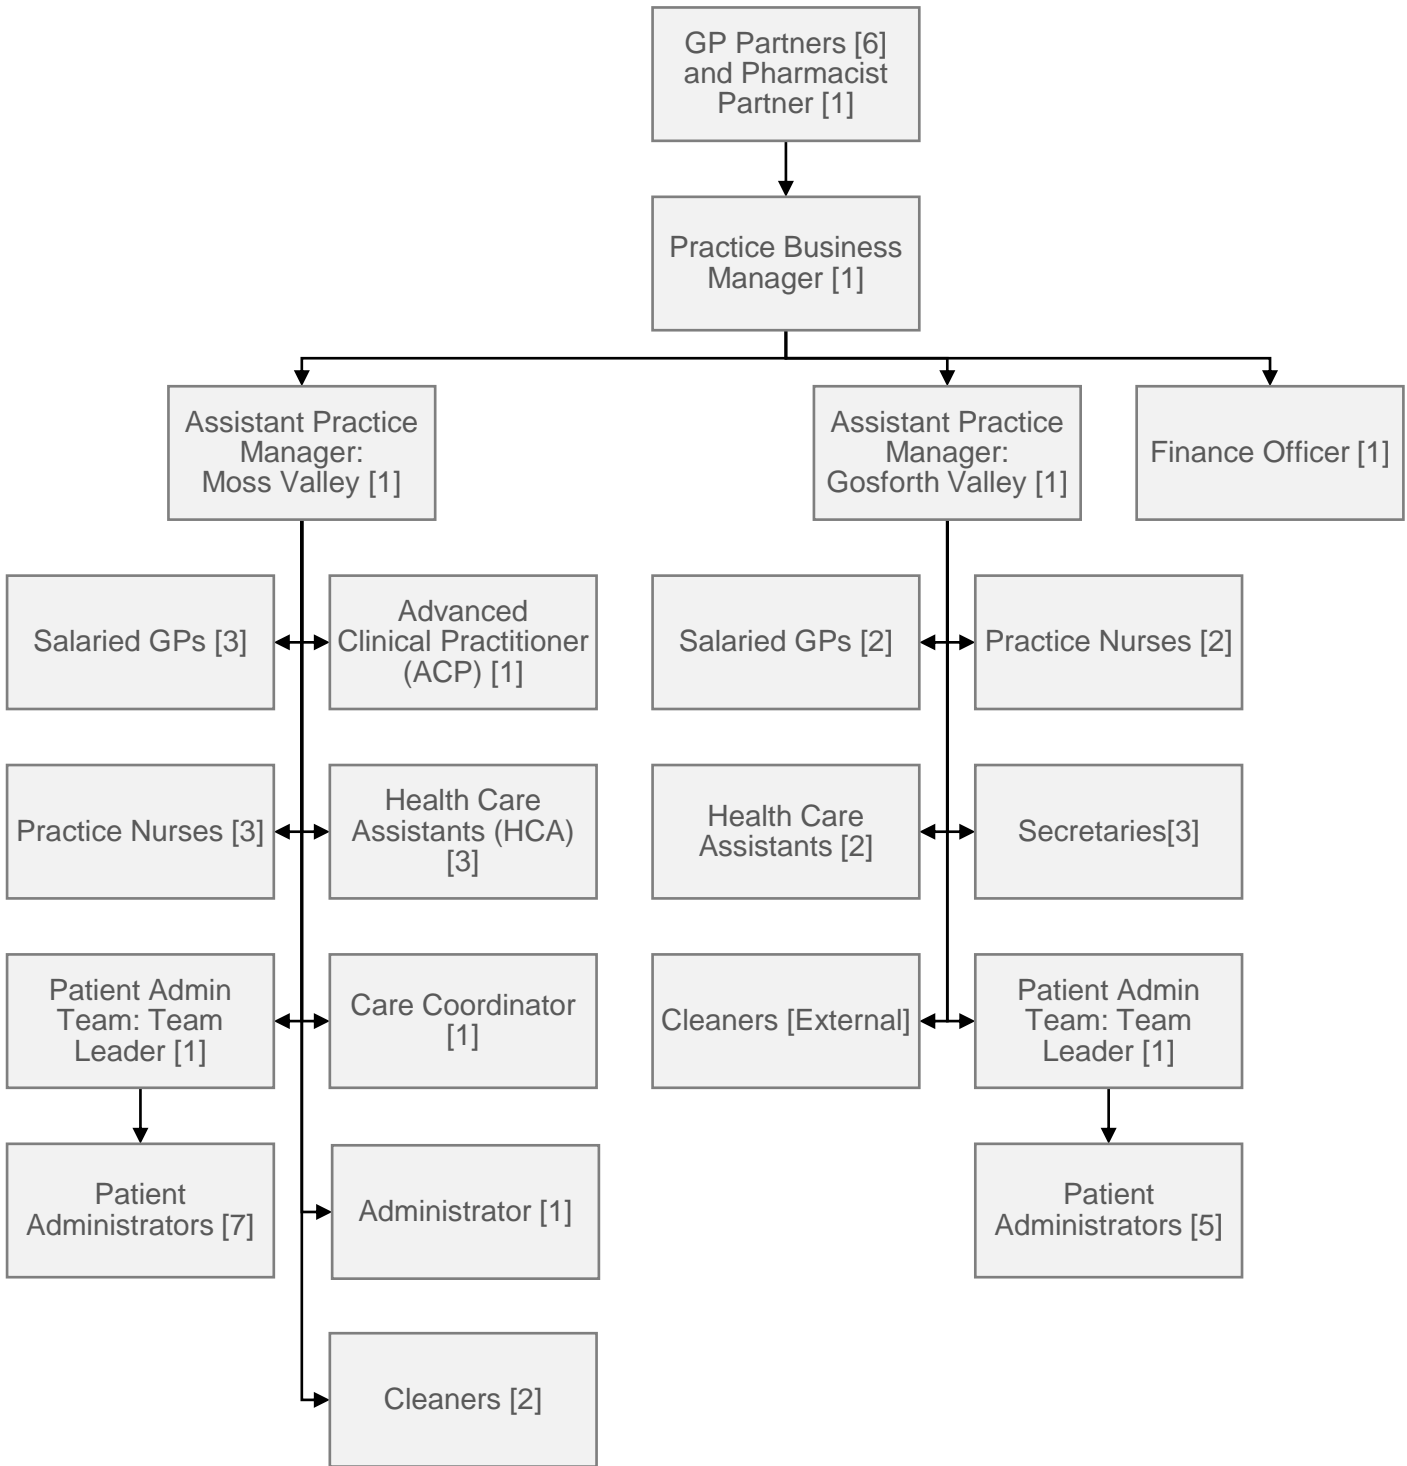 GP Partners [6]
and Pharmacist
Partner [1]
Practice Business
Manager [1]
Assistant Practice
Manager:
Moss Valley [1]
Assistant Practice
Manager:
Gosforth Valley [1]
Finance Officer [1]
Salaried GPs [3]
Advanced
Clinical Practitioner
(ACP) [1]
Salaried GPs [2]
Practice Nurses [2]
Practice Nurses [3]
Health Care
Assistants (HCA)
[3]
Health Care
Assistants [2]
Secretaries[3]
Patient Admin
Team: Team
Leader [1]
Care Coordinator
[1]
Cleaners [External]
Patient Admin
Team: Team
Leader [1]
Patient
Administrators [7]
Administrator [1]
Patient
Administrators [5]
Cleaners [2]